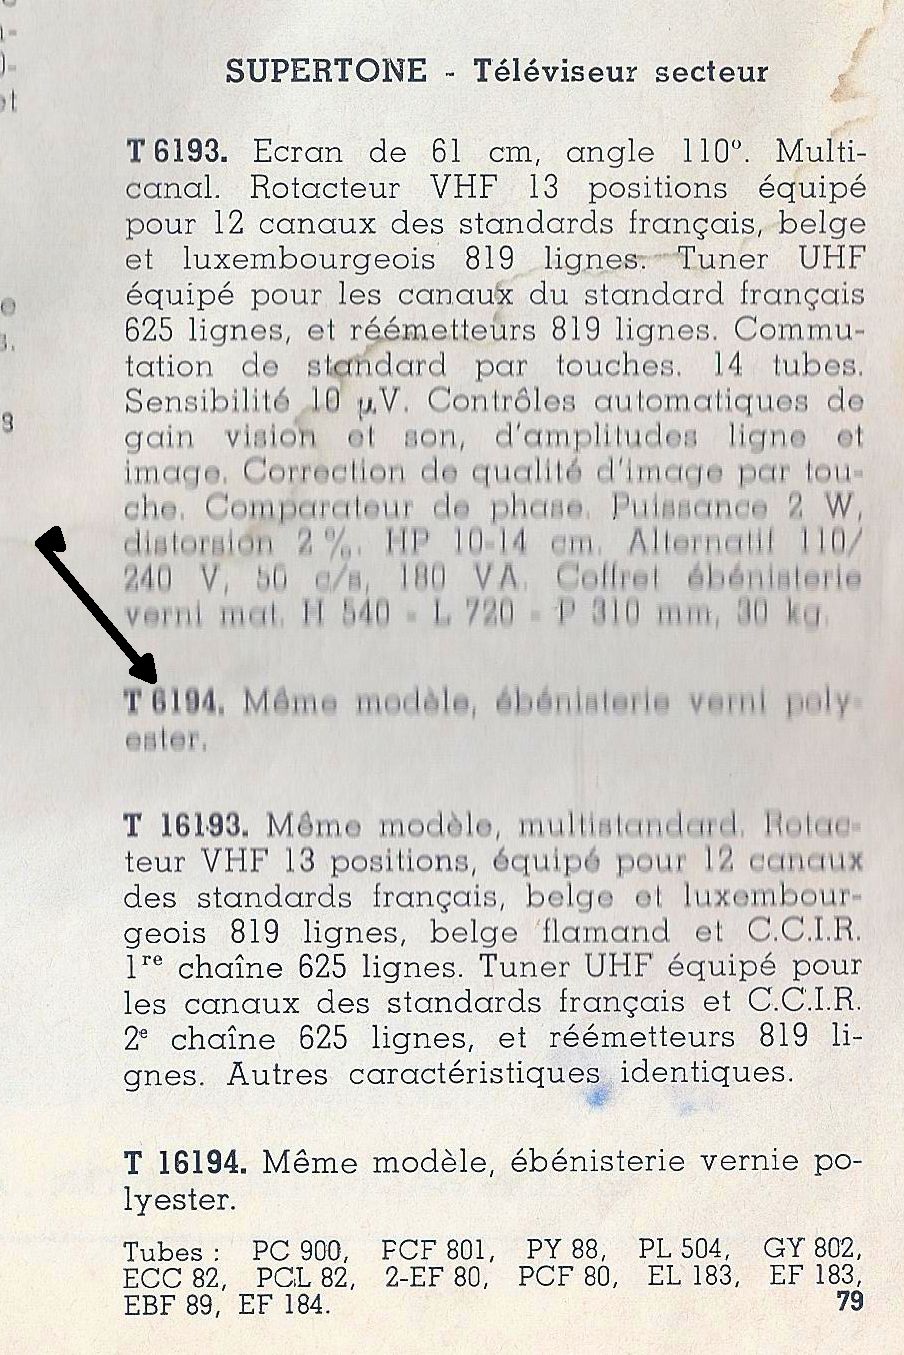 SUPERTONE - Téléviseur secteur
T 6193. Ecran de 61 cm, angle 110°. Multi-
canal. Rotacteur VHF 13 positions équipé
pour 12 canaux des standards français, belge
et luxembourgeois 819 lignes. Tuner UHF
équipé pour les canaux du standard français
625 lignes, et réémetteurs 819 lignes. Commu-
tation de standard par touches. 14 tubes.
Sensibilité 10 µV. Contrôles automatiques de
gain vision et son, d'amplitudes ligne et
image. Correction de qualité d'image par tou-
che. Comparateur de phase. Puissance 2 W,
distorsion 2 %. HP 10-14 cm. Alternatif 110/
240 V, 50 c/s, 180 VA. Coffret ébénisterie
verni mat. H 540 - L 720 - P 310 mm, 30 kg.
T 6194. Même modèle, ébénisterie verni poly-
ester.
T 16193. Même modèle, multistandard. Rotac-
teur VHF 13 positions, équipé pour 12 canaux
des standards français, belge et luxembour-
geois 819 lignes, belge flamand et C.C.I.R.
1re chaîne 625 lignes. Tuner UHF équipé pour
les canaux des standards français et C.C.I.R.
2e chaîne 625 lignes, et réémetteurs 819 li-
gnes. Autres caractéristiques identiques.
T 16194. Même modèle, ébénisterie vernie po-
lyester.
Tubes : PC 900, PCF 801, PY 88, PL 504, GY 802,
ECC 82, PCL 82, 2-EF 80, PCF 80, EL 183, EF 183,
EBF 89, EF 184.
79